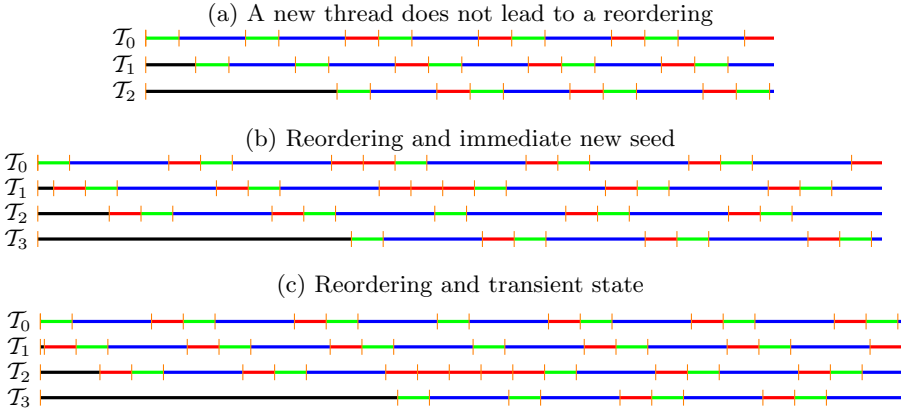 (a) A new thread does not lead to a reordering
𝒯₀
𝒯₁
𝒯₂
(b) Reordering and immediate new seed
𝒯₀
𝒯₁
𝒯₂
𝒯₃
(c) Reordering and transient state
𝒯₀
𝒯₁
𝒯₂
𝒯₃